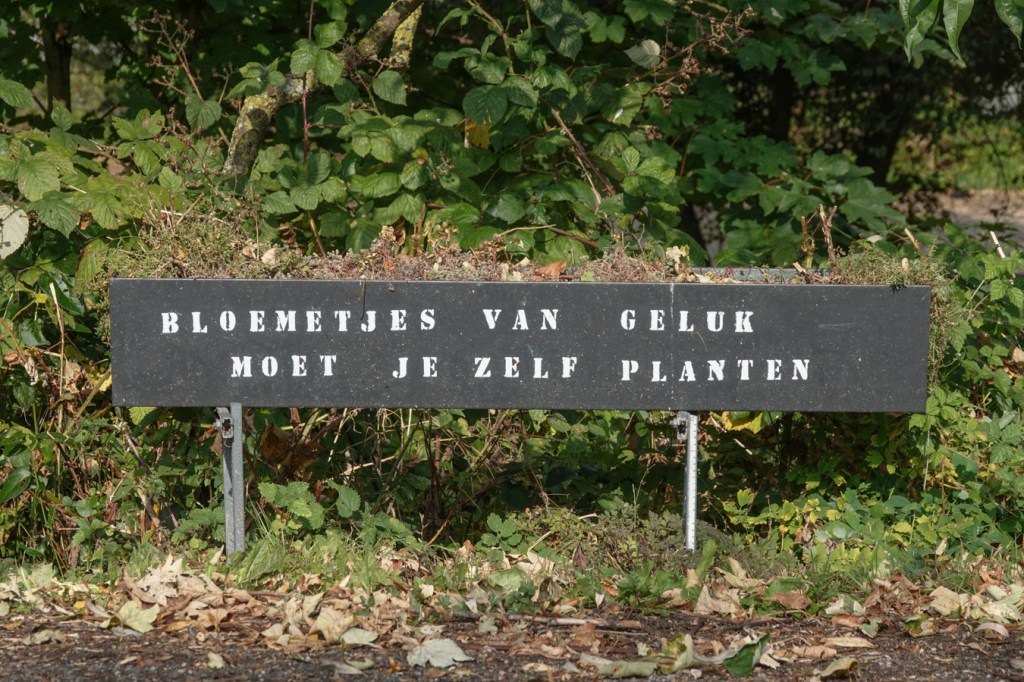 BLOEMETJES VAN GELUK
MOET JE ZELF PLANTEN